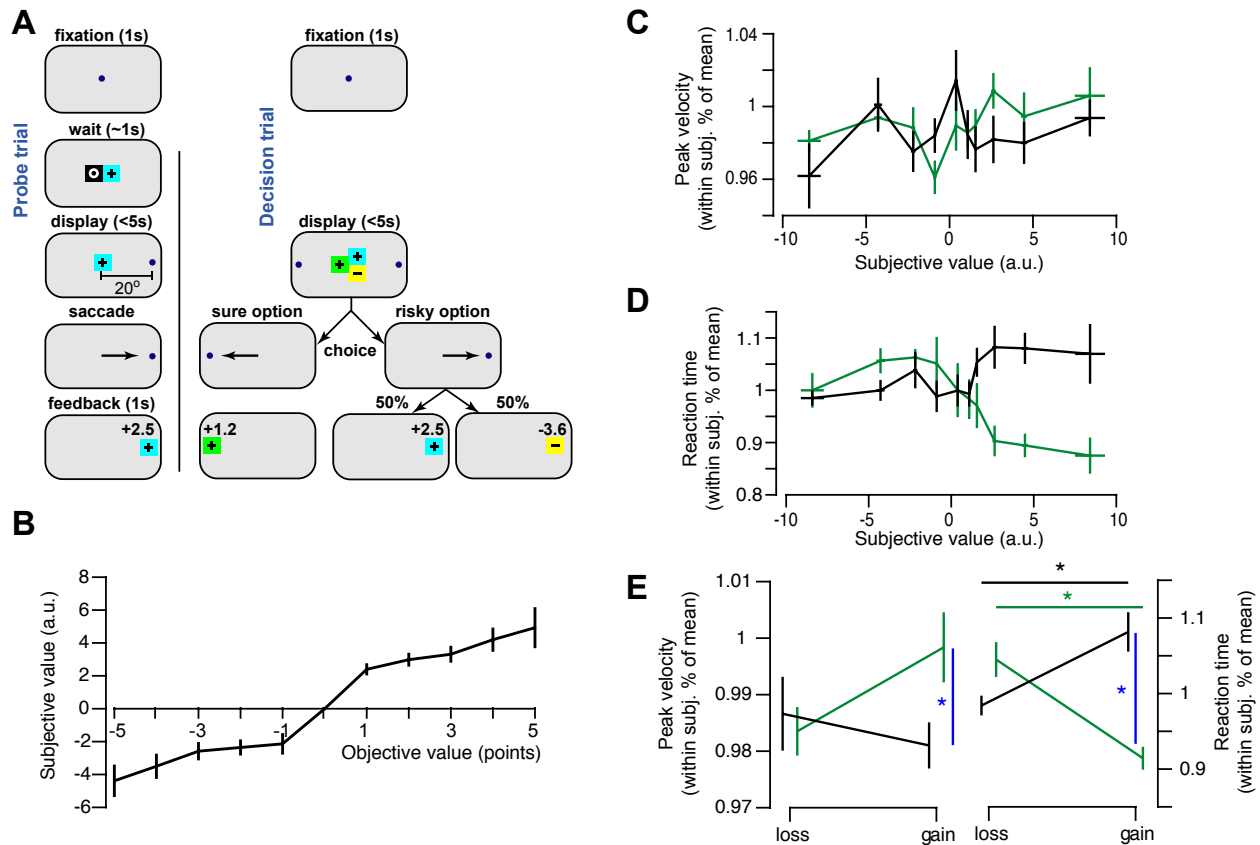 A
fixation (1s)
fixation (1s)
Probe trial
wait (~1s)
Decision trial
display (<5s)
20°
display (<5s)
saccade
sure option
risky option
choice
feedback (1s)
50%
50%
+2.5
+1.2
+2.5
-3.6
B
Subjective value (a.u.)
8
6
4
2
0
-2
-4
-6
-5
-3
-1
1
3
5
Objective value (points)
C
Peak velocity
(within subj. % of mean)
1.04
1
0.96
-10
-5
0
5
10
Subjective value (a.u.)
D
Reaction time
(within subj. % of mean)
1.1
1
0.9
0.8
-10
-5
0
5
10
Subjective value (a.u.)
E
Peak velocity
(within subj. % of mean)
1.01
1
0.99
0.98
0.97
loss
gain
*
*
*
*
loss
gain
1.1
1
0.9
Reaction time
(within subj. % of mean)